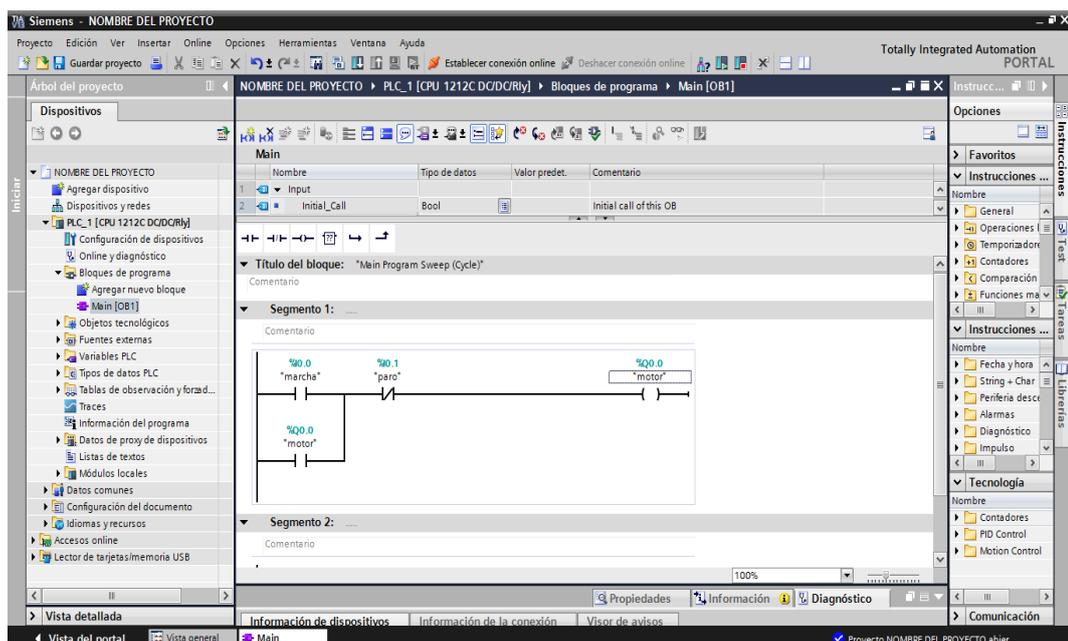 Siemens - NOMBRE DEL PROYECTO
Proyecto Edición Ver Insertar Online Opciones Herramientas Ventana Ayuda
Totally Integrated Automation
PORTAL
Guardar proyecto Establecer conexión online Deshacer conexión online
Árbol del proyecto
NOMBRE DEL PROYECTO PLC_1 [CPU 1212C DC/DC/Rly] Bloques de programa Main [OB1]
Instrucc...
Dispositivos
Opciones
Iniciar
NOMBRE DEL PROYECTO
Agregar dispositivo
Dispositivos y redes
PLC_1 [CPU 1212C DC/DC/Rly]
Configuración de dispositivos
Online y diagnóstico
Bloques de programa
Agregar nuevo bloque
Main [OB1]
Objetos tecnológicos
Fuentes externas
Variables PLC
Tipos de datos PLC
Tablas de observación y forzad...
Traces
Información del programa
Datos de proxy de dispositivos
Listas de textos
Módulos locales
Datos comunes
Configuración del documento
Idiomas y recursos
Accesos online
Lector de tarjetas/memoria USB
Vista detallada
Main
Nombre Tipo de datos Valor predet. Comentario
1 Input
2 Initial_Call Bool Initial call of this OB
Título del bloque: "Main Program Sweep (Cycle)"
Comentario
Segmento 1: .....
Comentario
%I0.0 %I0.1 %Q0.0
"marcha" "paro" "motor"
%Q0.0
"motor"
Segmento 2: .....
Comentario
100%
Propiedades Información Diagnóstico
Información de dispositivos Información de la conexión Visor de avisos
Favoritos
Instrucciones ...
Nombre
General
Operaciones
Temporizador
Contadores
Comparación
Funciones ma
Instrucciones ...
Nombre
Fecha y hora
String + Char
Periferia desce
Alarmas
Diagnóstico
Impulso
Tecnología
Nombre
Contadores
PID Control
Motion Control
Comunicación
Instrucciones
Test
Tareas
Librerías
Vista del portal Vista general Main Proyecto NOMBRE DEL PROYECTO abier